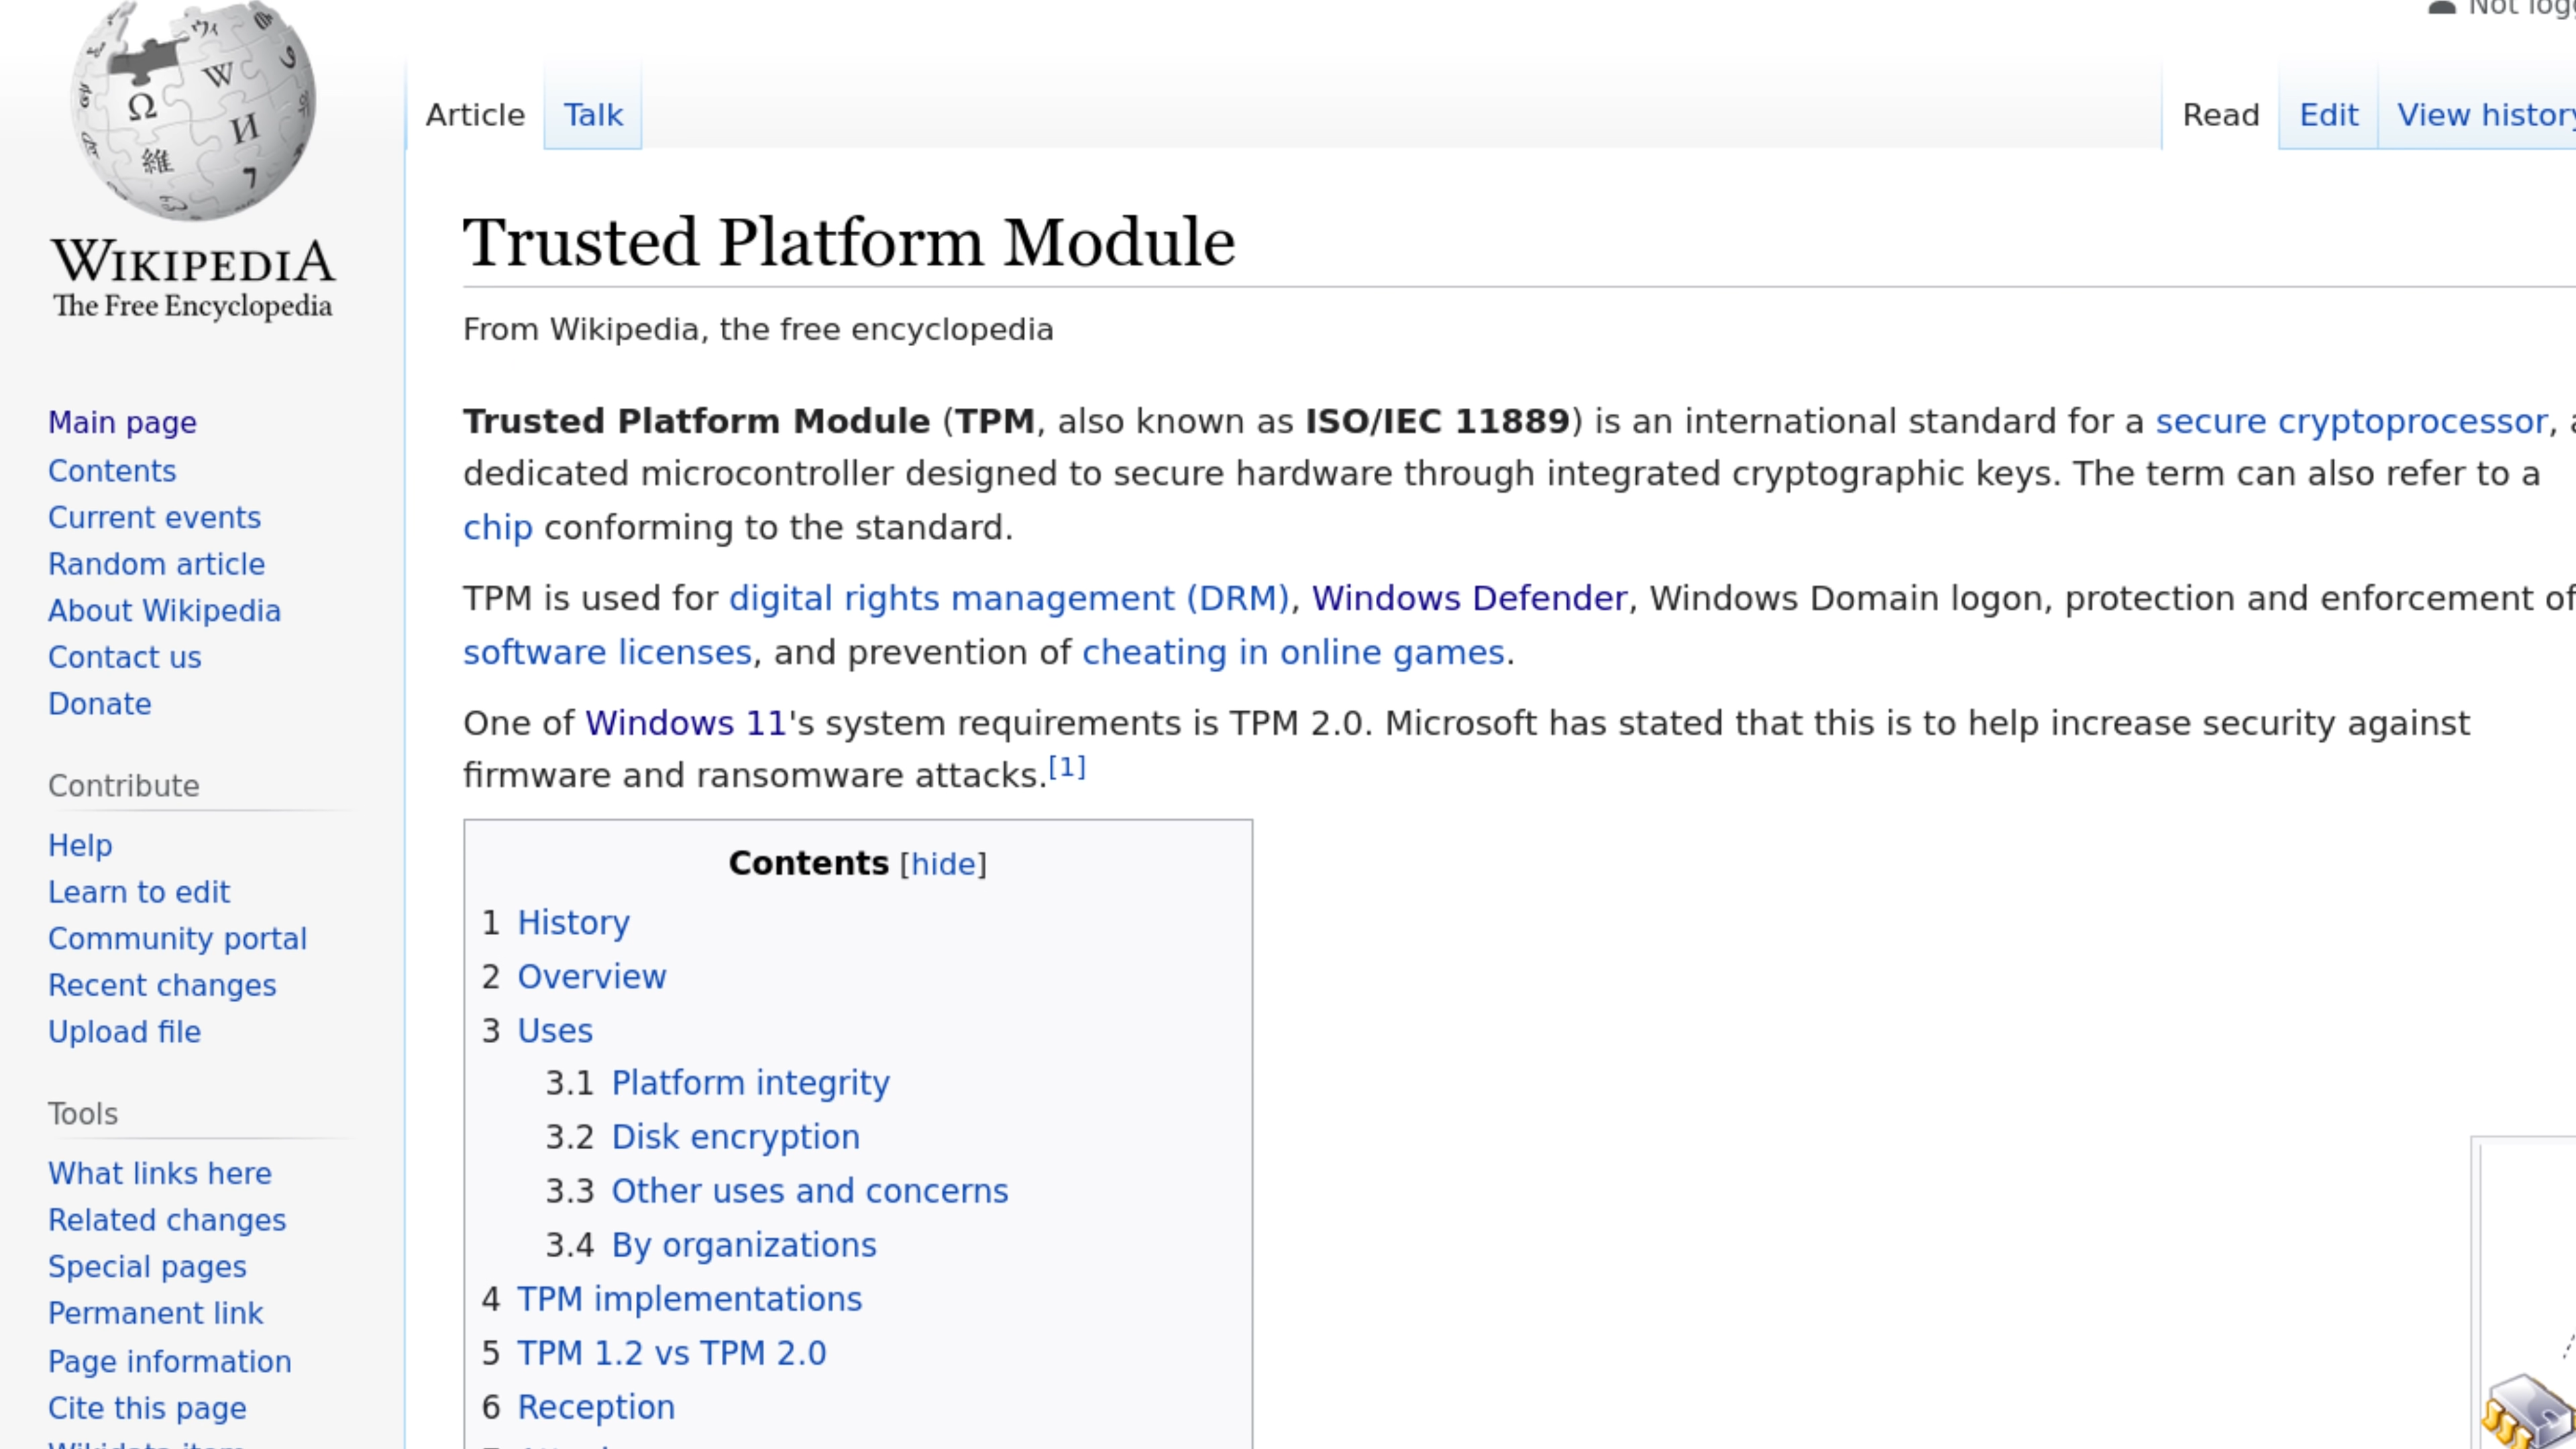 Not logg
Article
Talk
Read
Edit
View history
WIKIPEDIA
The Free Encyclopedia
Main page
Contents
Current events
Random article
About Wikipedia
Contact us
Donate
Contribute
Help
Learn to edit
Community portal
Recent changes
Upload file
Tools
What links here
Related changes
Special pages
Permanent link
Page information
Cite this page
Wikidata item
Trusted Platform Module
From Wikipedia, the free encyclopedia
Trusted Platform Module (TPM, also known as ISO/IEC 11889) is an international standard for a secure cryptoprocessor, a
dedicated microcontroller designed to secure hardware through integrated cryptographic keys. The term can also refer to a
chip conforming to the standard.
TPM is used for digital rights management (DRM), Windows Defender, Windows Domain logon, protection and enforcement of
software licenses, and prevention of cheating in online games.
One of Windows 11's system requirements is TPM 2.0. Microsoft has stated that this is to help increase security against
firmware and ransomware attacks.[1]
Contents [hide]
1 History
2 Overview
3 Uses
3.1 Platform integrity
3.2 Disk encryption
3.3 Other uses and concerns
3.4 By organizations
4 TPM implementations
5 TPM 1.2 vs TPM 2.0
6 Reception